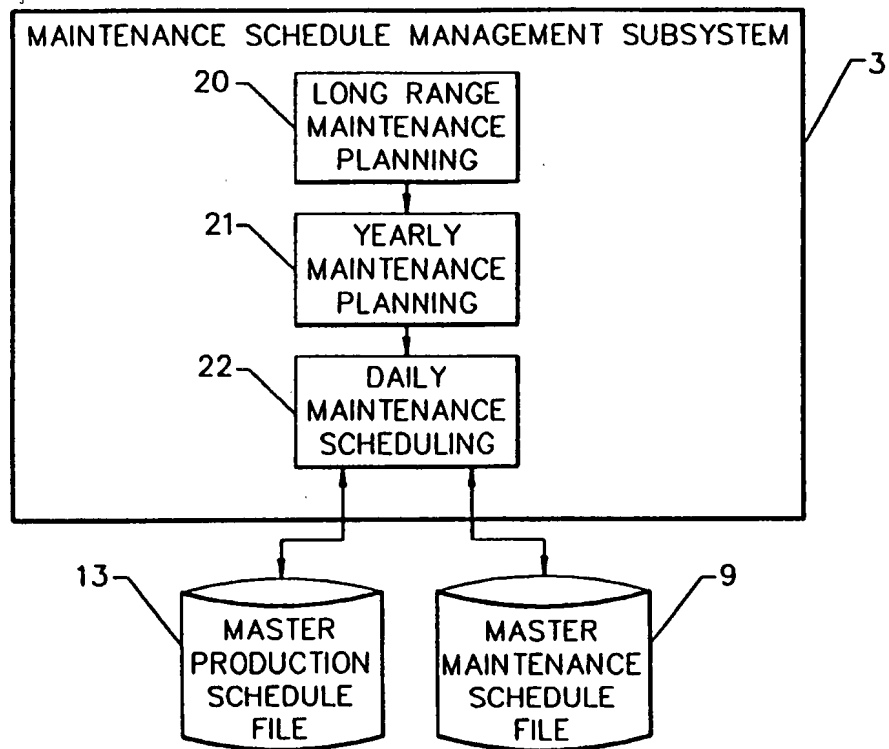 MAINTENANCE SCHEDULE MANAGEMENT SUBSYSTEM
3
20
LONG RANGE
MAINTENANCE
PLANNING
21
YEARLY
MAINTENANCE
PLANNING
22
DAILY
MAINTENANCE
SCHEDULING
13
MASTER
PRODUCTION
SCHEDULE
FILE
9
MASTER
MAINTENANCE
SCHEDULE
FILE